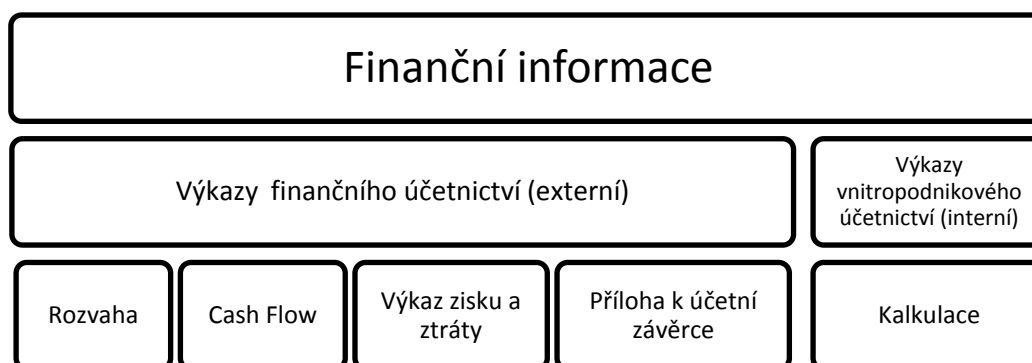 Finanční informace
Výkazy finančního účetnictví (externí)
Výkazy
vnitropodnikového
účetnictví (interní)
Rozvaha
Cash Flow
Výkaz zisku a
ztráty
Příloha k účetní
závěrce
Kalkulace